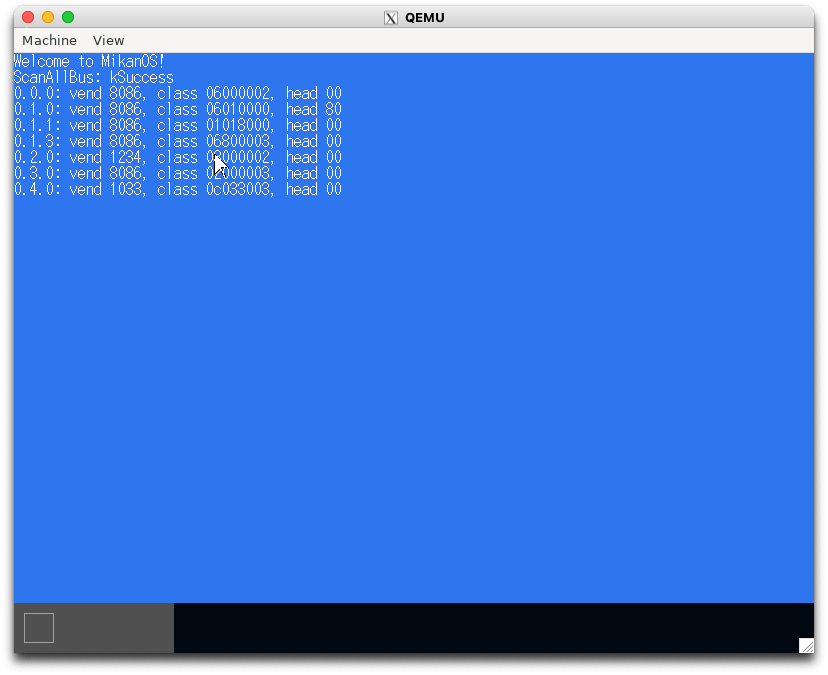 QEMU
Machine View
Welcome to MikanOS!
ScanAllBus: kSuccess
0.0.0: vend 8086, class 06000002, head 00
0.1.0: vend 8086, class 06010000, head 80
0.1.1: vend 8086, class 01018000, head 00
0.1.3: vend 8086, class 06800003, head 00
0.2.0: vend 1234, class 03000002, head 00
0.3.0: vend 8086, class 02000003, head 00
0.4.0: vend 1033, class 0c033003, head 00